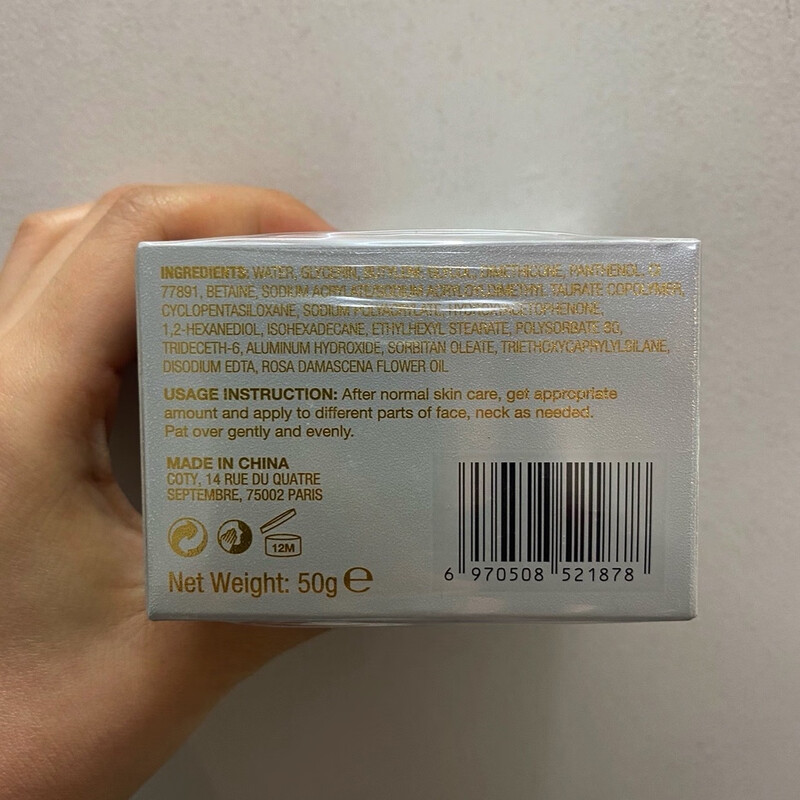 INGREDIENTS: WATER, GLYCERIN, BUTYLENE GLYCOL, DIMETHICONE, PANTHENOL, CI
77891, BETAINE, SODIUM ACRYLATE/SODIUM ACRYLOYLDIMETHYL TAURATE COPOLYMER,
CYCLOPENTASILOXANE, SODIUM POLYACRYLATE, HYDROXYACETOPHENONE,
1,2-HEXANEDIOL, ISOHEXADECANE, ETHYLHEXYL STEARATE, POLYSORBATE
TRIDECETH-6, ALUMINUM HYDROXIDE, SORBITAN OLEATE, TRIETHOXYCAPRYLYLSILANE,
DISODIUM EDTA, ROSA DAMASCENA FLOWER OIL
USAGE INSTRUCTION: After normal skin care, get appropriate
amount and apply to different parts of face, neck as needed.
Pat over gently and evenly.
MADE IN CHINA
COTY, 14 RUE DU QUATRE
SEPTEMBRE, 75002 PARIS
12M
Net Weight: 50g e
6 970508 521878